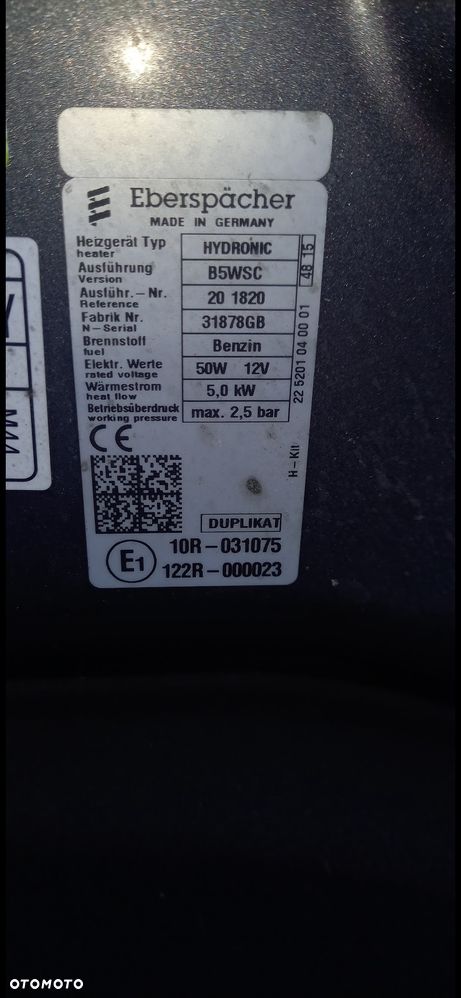 Eberspächer
MADE IN GERMANY
Heizgerät Typ HYDRONIC
heater
Ausführung B5WSC
Version
Ausführ.-Nr. 20 1820
Reference
Fabrik Nr. 31878GB
N-Serial
Brennstoff Benzin
fuel
Elektr. Werte 50W 12V
rated voltage
Wärmestrom 5,0 kW
heat flow
Betriebsüberdruck max. 2,5 bar
working pressure
48 15
22 5201 04 00 01
H-Kit
CE
DUPLIKAT
E1
10R-031075
122R-000023
OTOMOTO